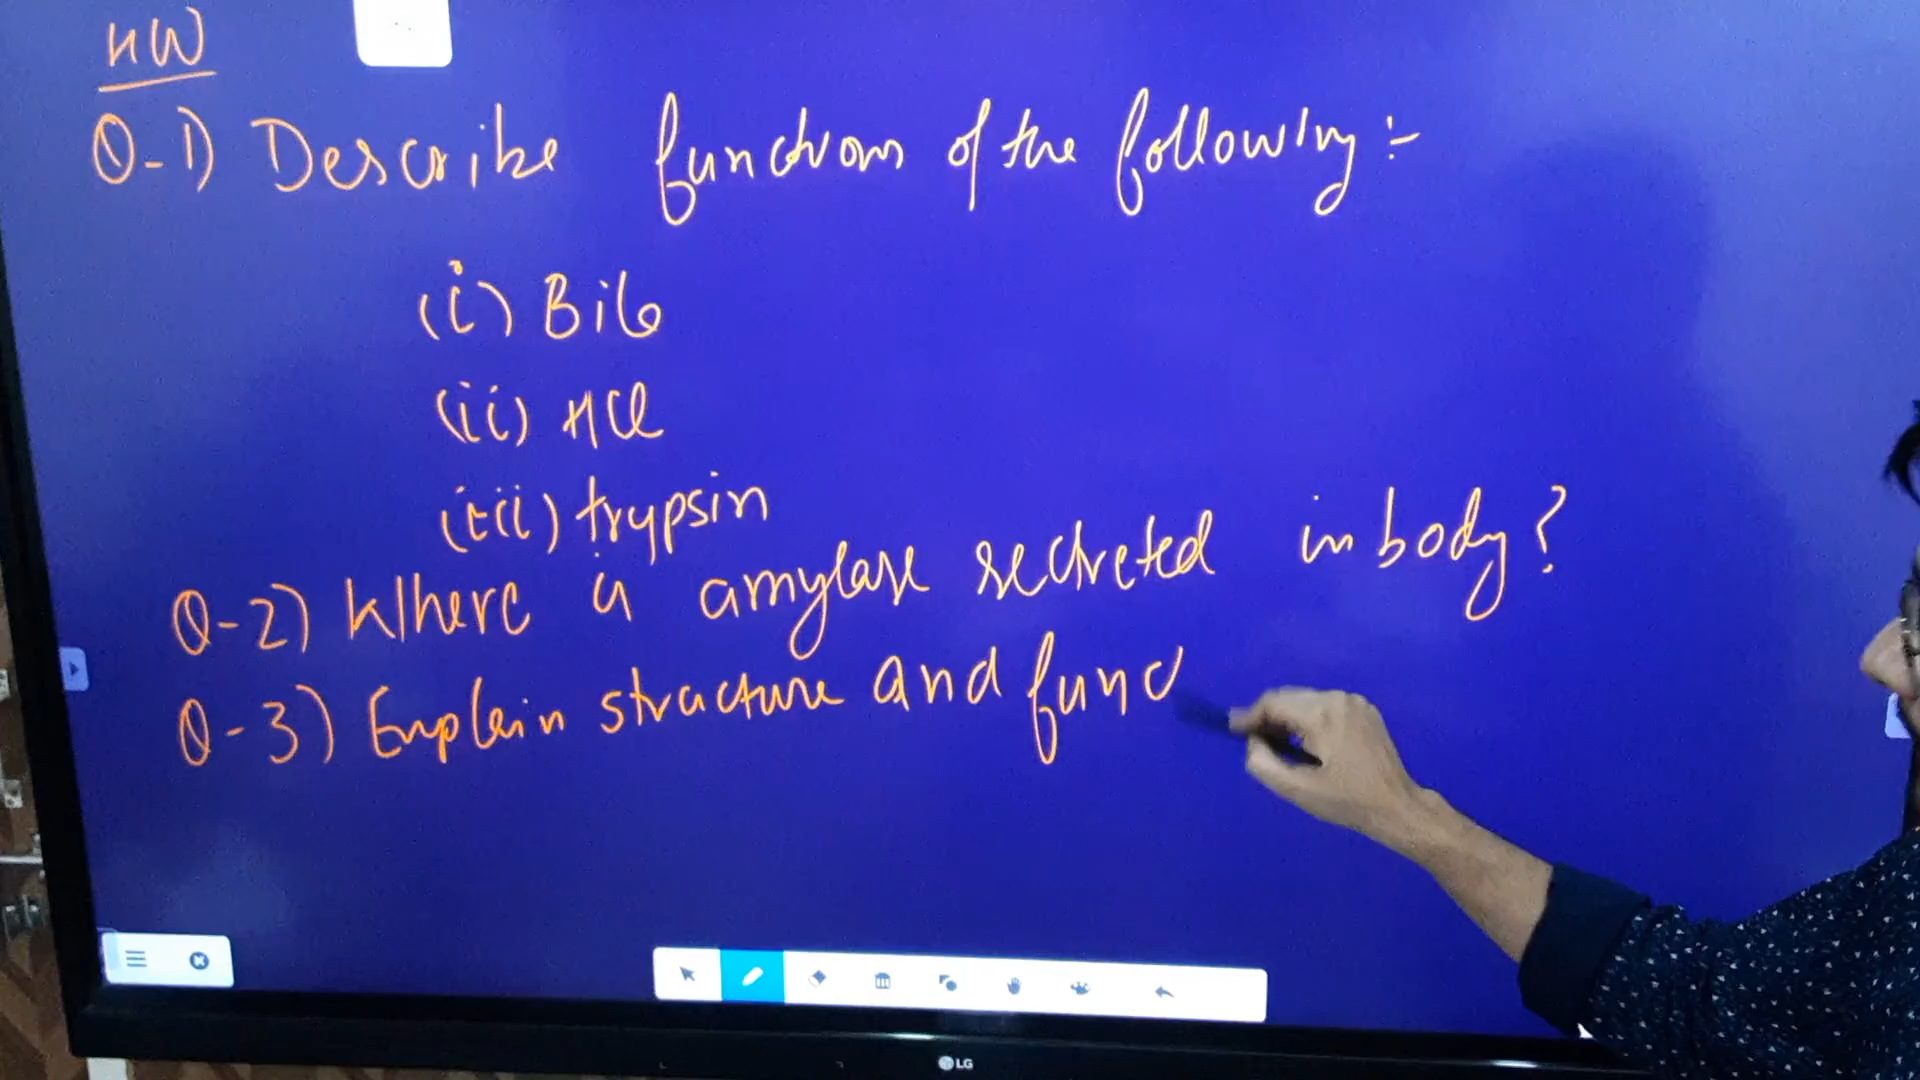 HW
Q-1) Describe functions of the following :-
(i) Bile
(ii) HCl
(iii) trypsin
Q-2) Where is amylase secreted in body?
Q-3) Explain structure and func
LG